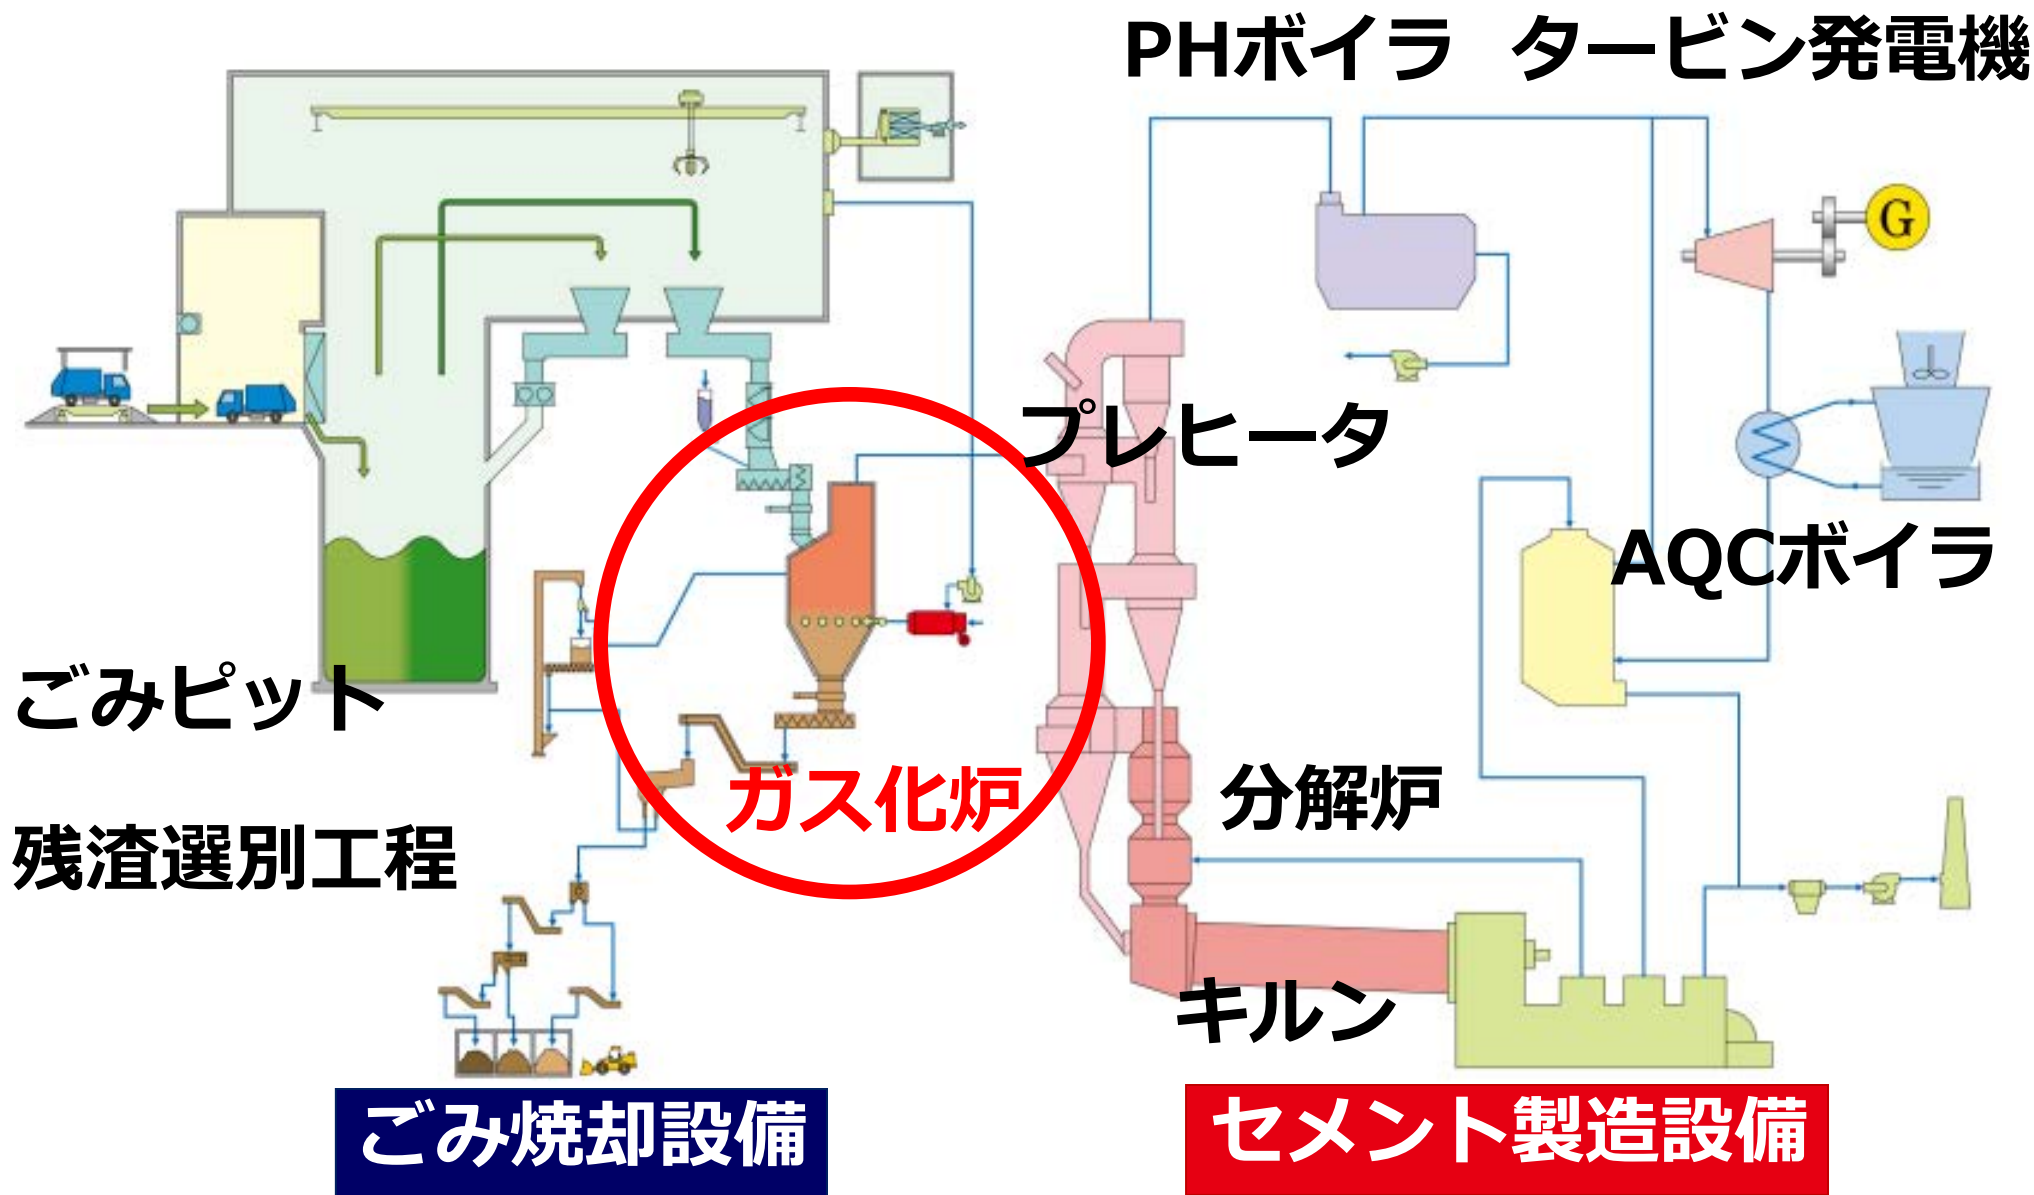 PHボイラ タービン発電機
G
プレヒータ
AQCボイラ
ごみピット
ガス化炉
分解炉
残渣選別工程
キルン
ごみ焼却設備
セメント製造設備